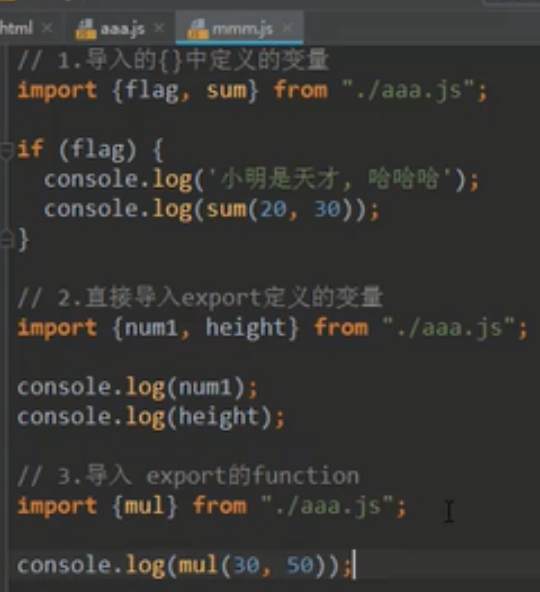 html
aaa.js
mmm.js
// 1.导入的{}中定义的变量
import {flag, sum} from "./aaa.js";
if (flag) {
console.log('小明是天才, 哈哈哈');
console.log(sum(20, 30));
}
// 2.直接导入export定义的变量
import {num1, height} from "./aaa.js";
console.log(num1);
console.log(height);
// 3.导入 export的function
import {mul} from "./aaa.js";
console.log(mul(30, 50));